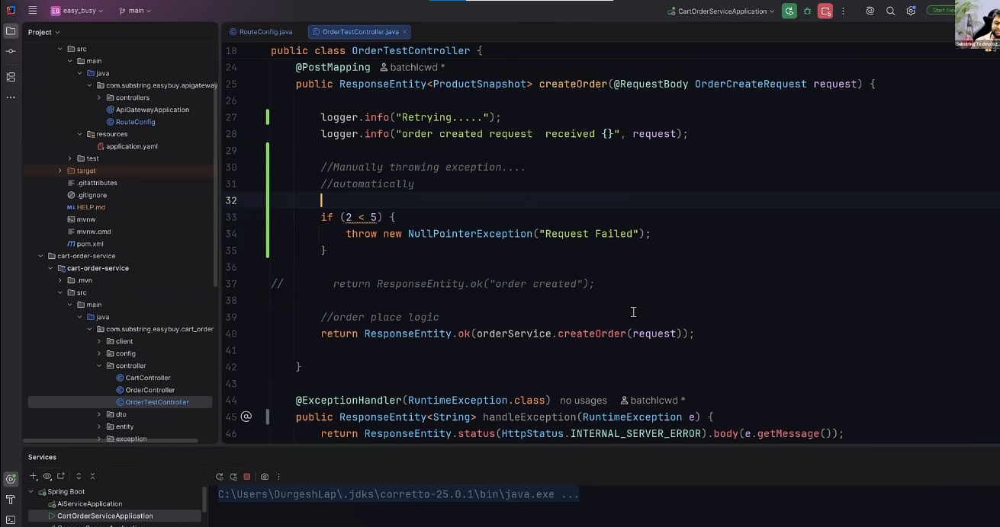 EB easy_busy main CartOrderServiceApplication 5
Project
src
main
java
com.substring.easybuy.apigateway
controllers
ApiGatewayApplication
RouteConfig
resources
application.yaml
test
target
.gitattributes
.gitignore
HELP.md
mvnw
mvnw.cmd
pom.xml
cart-order-service
cart-order-service
.mvn
src
main
java
com.substring.easybuy.cart_order
client
config
controller
CartController
OrderController
OrderTestController
dto
entity
exception
RouteConfig.java OrderTestController.java
18 public class OrderTestController {
24 @PostMapping batchlcwd *
25 public ResponseEntity<ProductSnapshot> createOrder(@RequestBody OrderCreateRequest request) {
26
27 logger.info("Retrying.....");
28 logger.info("order created request  received {}", request);
29
30 //Manually throwing exception....
31 //automatically
32
33 if (2 < 5) {
34 throw new NullPointerException("Request Failed");
35 }
36
37 // return ResponseEntity.ok("order created");
38
39 //order place logic
40 return ResponseEntity.ok(orderService.createOrder(request));
41
42 }
43
44 @ExceptionHandler(RuntimeException.class) no usages batchlcwd *
45 public ResponseEntity<String> handleException(RuntimeException e) {
46 return ResponseEntity.status(HttpStatus.INTERNAL_SERVER_ERROR).body(e.getMessage());
Services
Spring Boot
AiServiceApplication
CartOrderServiceApplication
C:\Users\DurgeshLap\.jdks\corretto-25.0.1\bin\java.exe ...